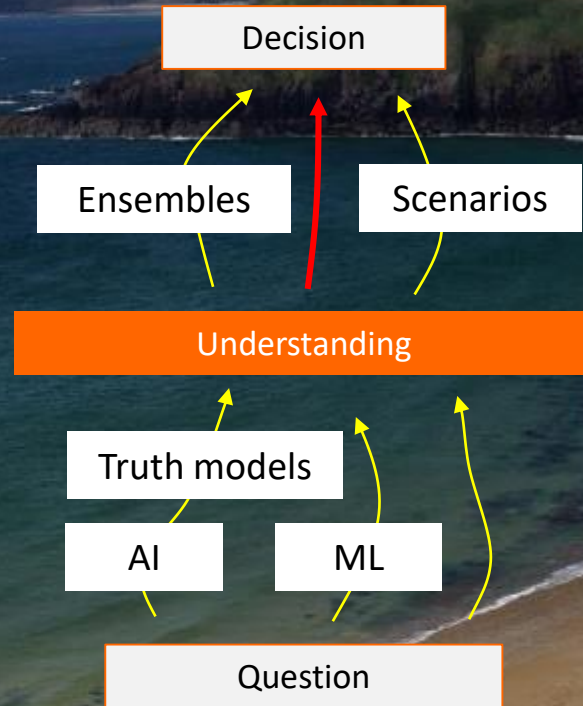 Decision
Ensembles
Scenarios
Understanding
Truth models
AI
ML
Question